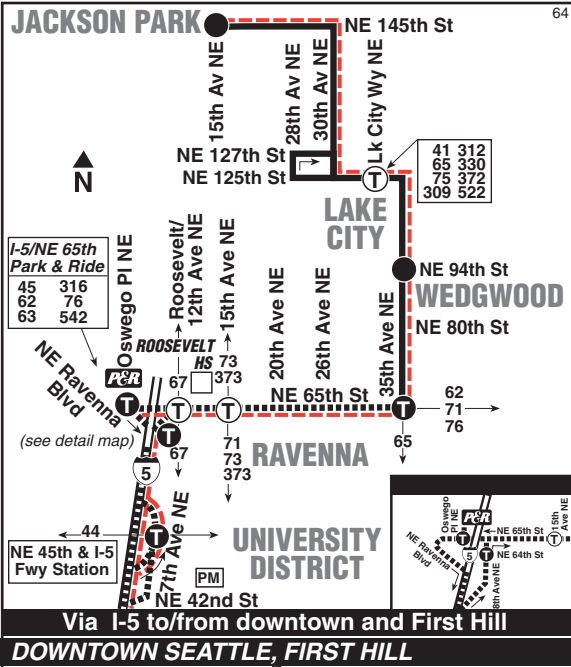 64
JACKSON PARK
NE 145th St
15th Av NE
28th Av NE
30th Av NE
Lk City Wy NE
N
NE 127th St
NE 125th St
T
41 312
65 330
75 372
309 522
LAKE
CITY
NE 94th St
WEDGWOOD
NE 80th St
I-5/NE 65th
Park & Ride
45 316
62 76
63 542
Oswego Pl NE
Roosevelt/
12th Ave NE
15th Ave NE
20th Ave NE
26th Ave NE
35th Ave NE
ROOSEVELT
HS
73
373
67
P&R
NE Ravenna
Blvd
(see detail map)
T
T
T
T
T
NE 65th St
62
71
76
65
67
71
73
373
RAVENNA
5
44
NE 45th & I-5
Fwy Station
T
7th Ave NE
UNIVERSITY
DISTRICT
PM
NE 42nd St
Oswego
Pl NE
P&R
15th
Ave NE
NE 65th St
T
T
T
NE 64th St
5
NE Ravenna
Blvd
8th Ave NE
Via I-5 to/from downtown and First Hill
DOWNTOWN SEATTLE, FIRST HILL